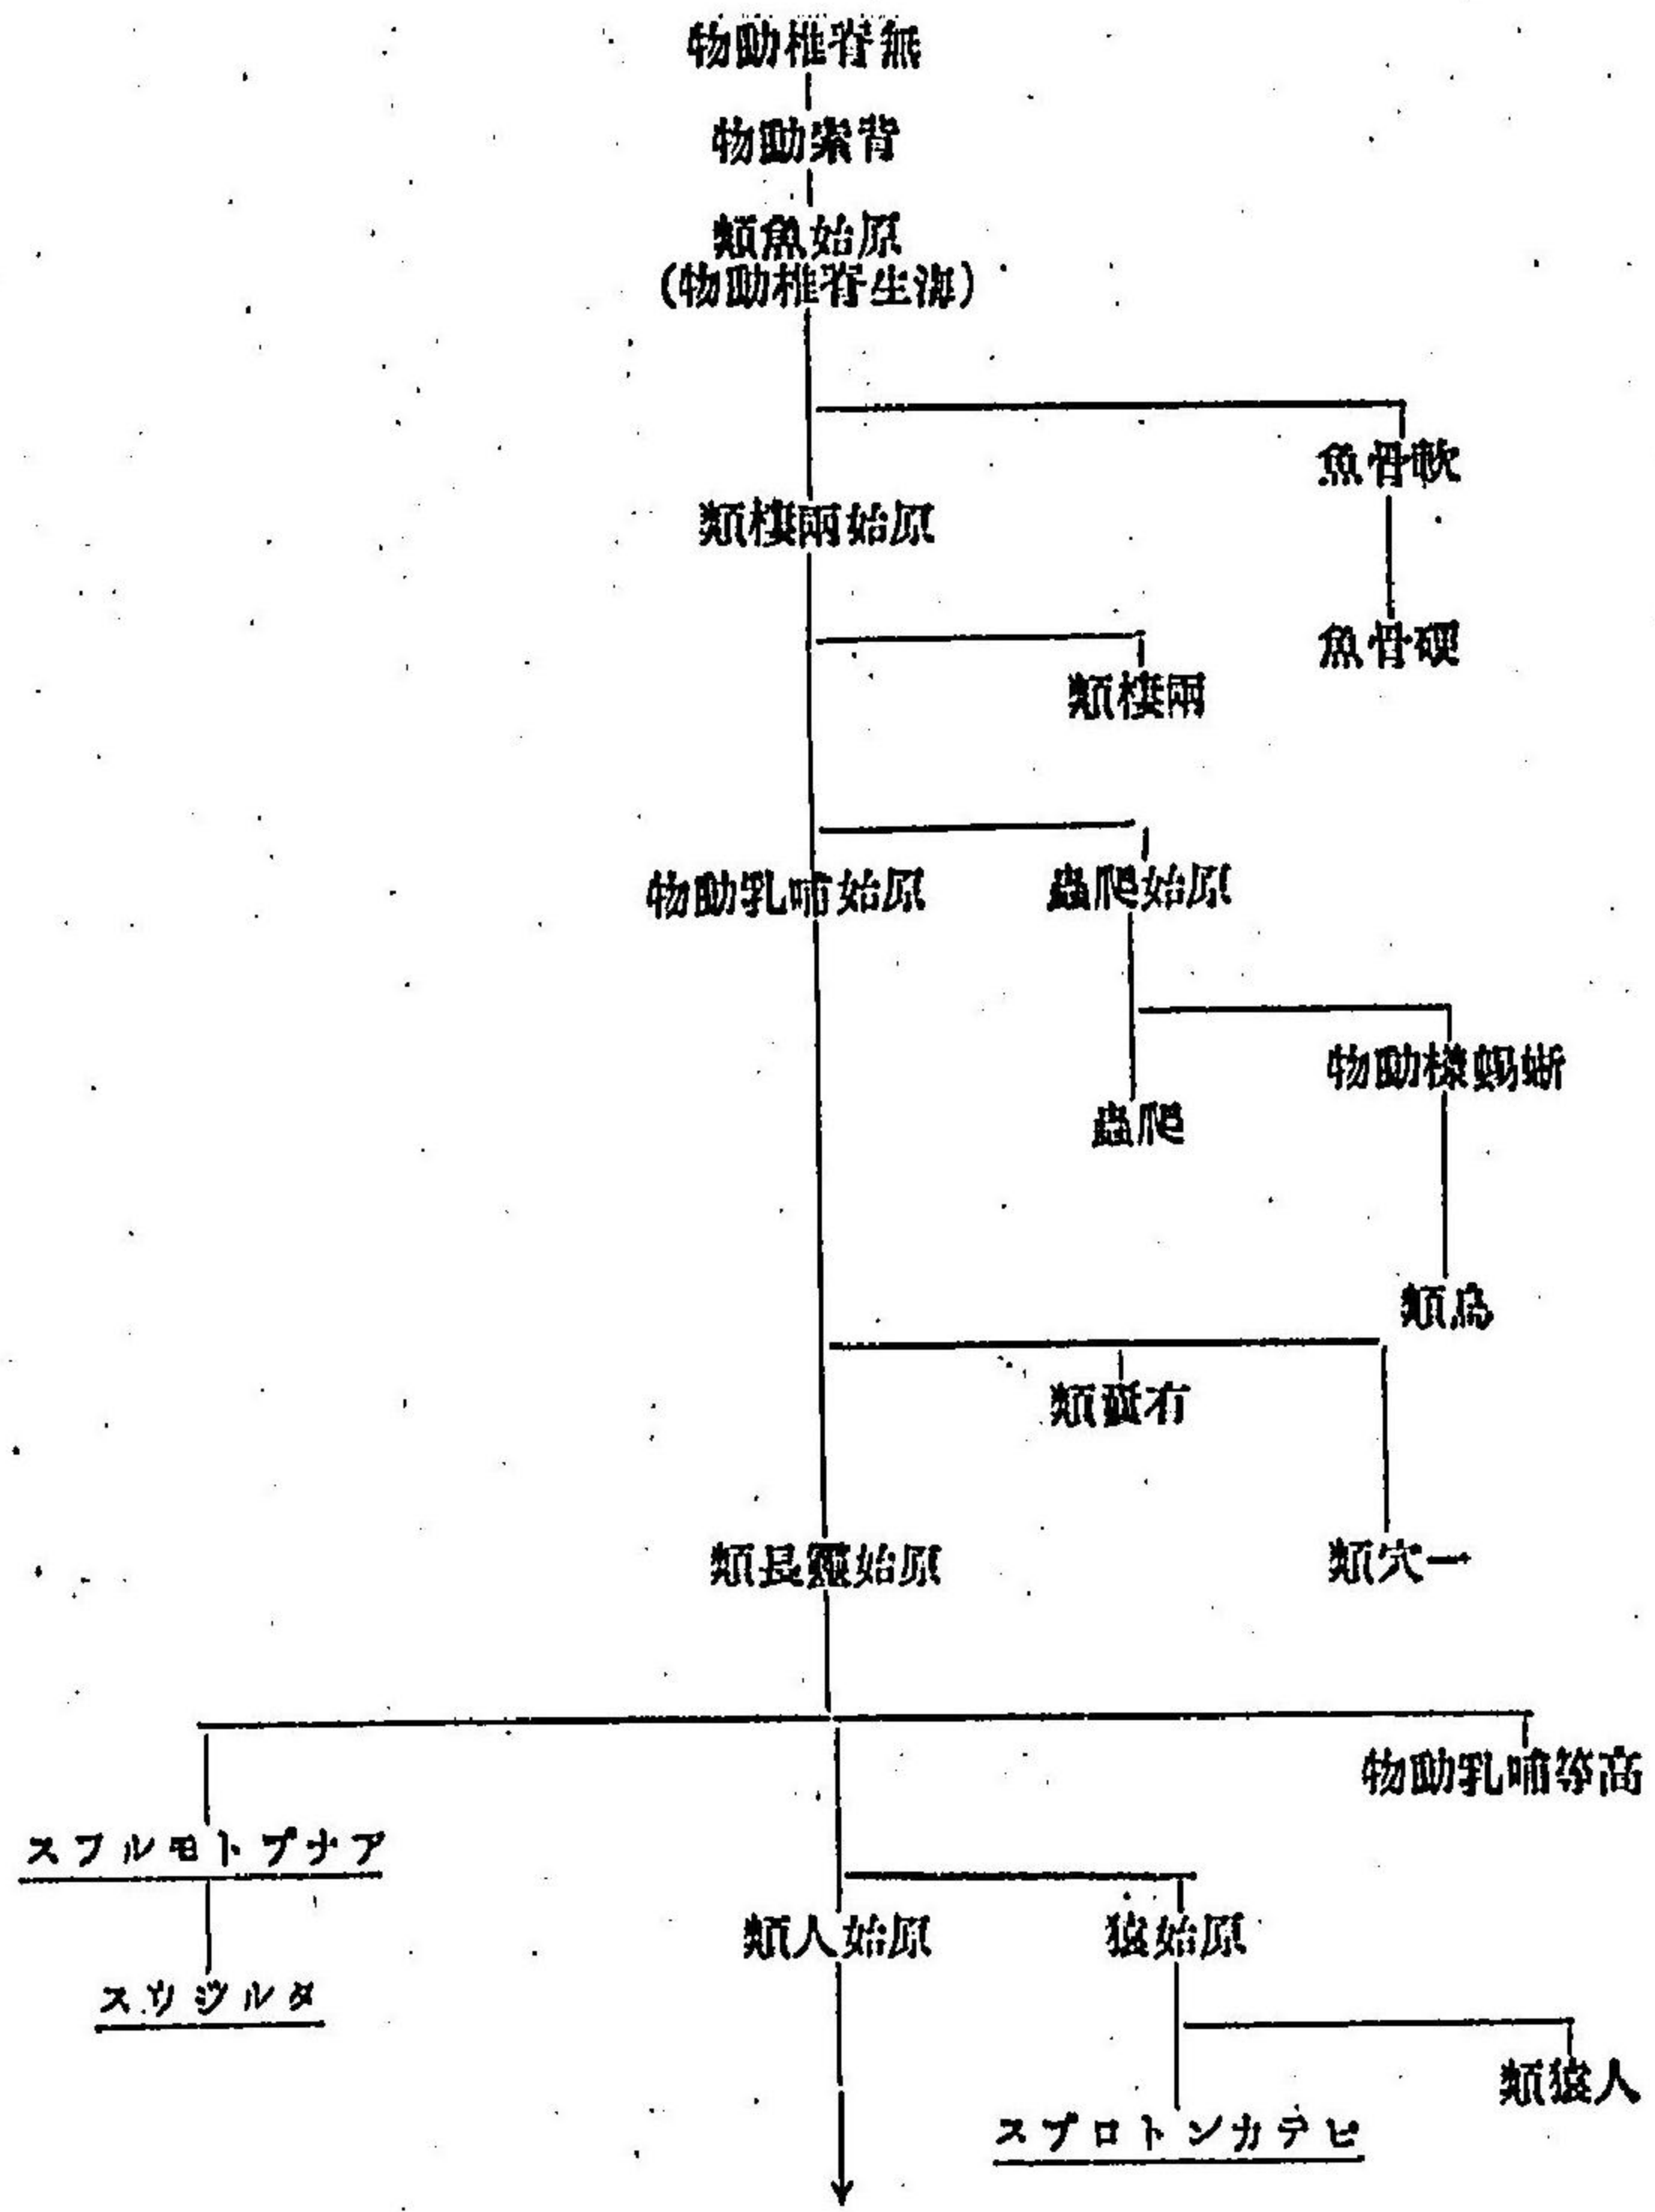 無脊椎動物
背索動物
原始魚類
(海生脊椎動物)
軟骨魚
原始兩棲類
硬骨魚
兩棲類
原始爬蟲
原始哺乳動物
蜥蜴樣動物
爬蟲
鳥類
一穴類
原始靈長類
高等哺乳動物
アナプトモルフス
原始猿
原始人類
タルジウス
人猿類
ピテカントロプス